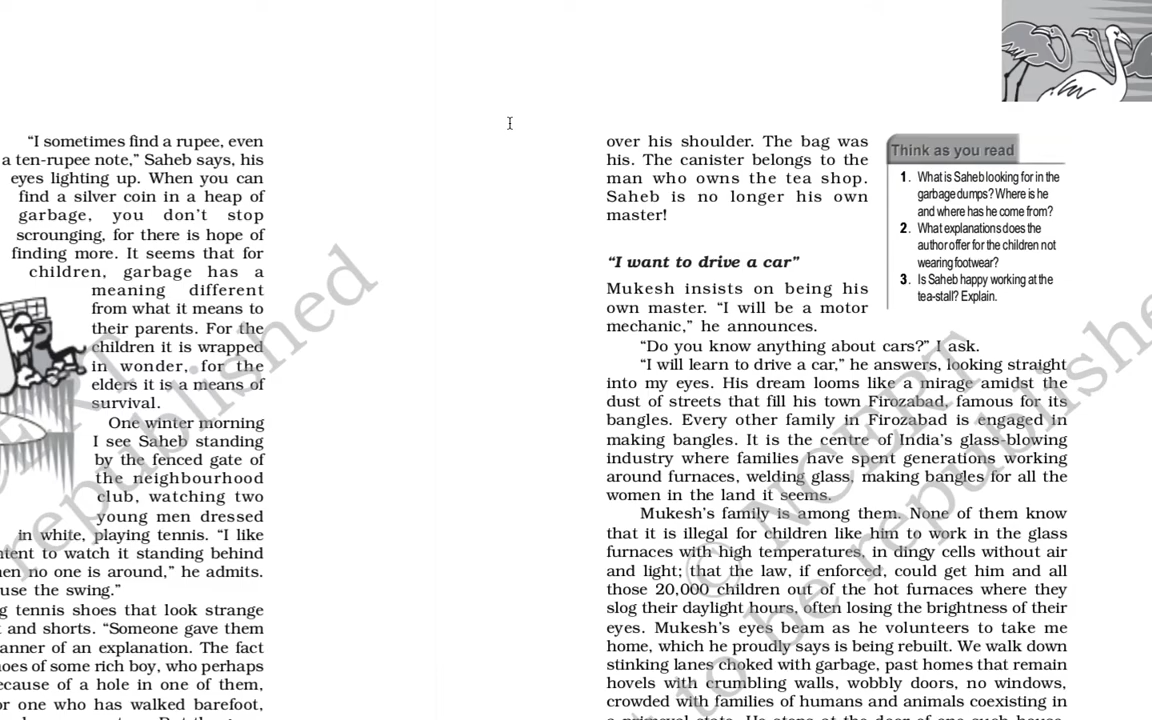 “I sometimes find a rupee, even
a ten-rupee note,” Saheb says, his
eyes lighting up. When you can
find a silver coin in a heap of
garbage, you don’t stop
scrounging, for there is hope of
finding more. It seems that for
children, garbage has a
meaning different
from what it means to
their parents. For the
children it is wrapped
in wonder, for the
elders it is a means of
survival.
One winter morning
I see Saheb standing
by the fenced gate of
the neighbourhood
club, watching two
young men dressed
in white, playing tennis. “I like
to watch it standing behind
no one is around,” he admits.
use the swing.”
tennis shoes that look strange
and shorts. “Someone gave them
of an explanation. The fact
of some rich boy, who perhaps
of a hole in one of them,
one who has walked barefoot,
over his shoulder. The bag was
his. The canister belongs to the
man who owns the tea shop.
Saheb is no longer his own
master!
“I want to drive a car”
Mukesh insists on being his
own master. “I will be a motor
mechanic,” he announces.
“Do you know anything about cars?” I ask.
“I will learn to drive a car,” he answers, looking straight
into my eyes. His dream looms like a mirage amidst the
dust of streets that fill his town Firozabad, famous for its
bangles. Every other family in Firozabad is engaged in
making bangles. It is the centre of India’s glass-blowing
industry where families have spent generations working
around furnaces, welding glass, making bangles for all the
women in the land it seems.
Mukesh’s family is among them. None of them know
that it is illegal for children like him to work in the glass
furnaces with high temperatures, in dingy cells without air
and light; that the law, if enforced, could get him and all
those 20,000 children out of the hot furnaces where they
slog their daylight hours, often losing the brightness of their
eyes. Mukesh’s eyes beam as he volunteers to take me
home, which he proudly says is being rebuilt. We walk down
stinking lanes choked with garbage, past homes that remain
hovels with crumbling walls, wobbly doors, no windows,
crowded with families of humans and animals coexisting in
Think as you read
1. What is Saheb looking for in the
garbage dumps? Where is he
and where has he come from?
2. What explanations does the
author offer for the children not
wearing footwear?
3. Is Saheb happy working at the
tea-stall? Explain.
republished
© NCERT
to be republished